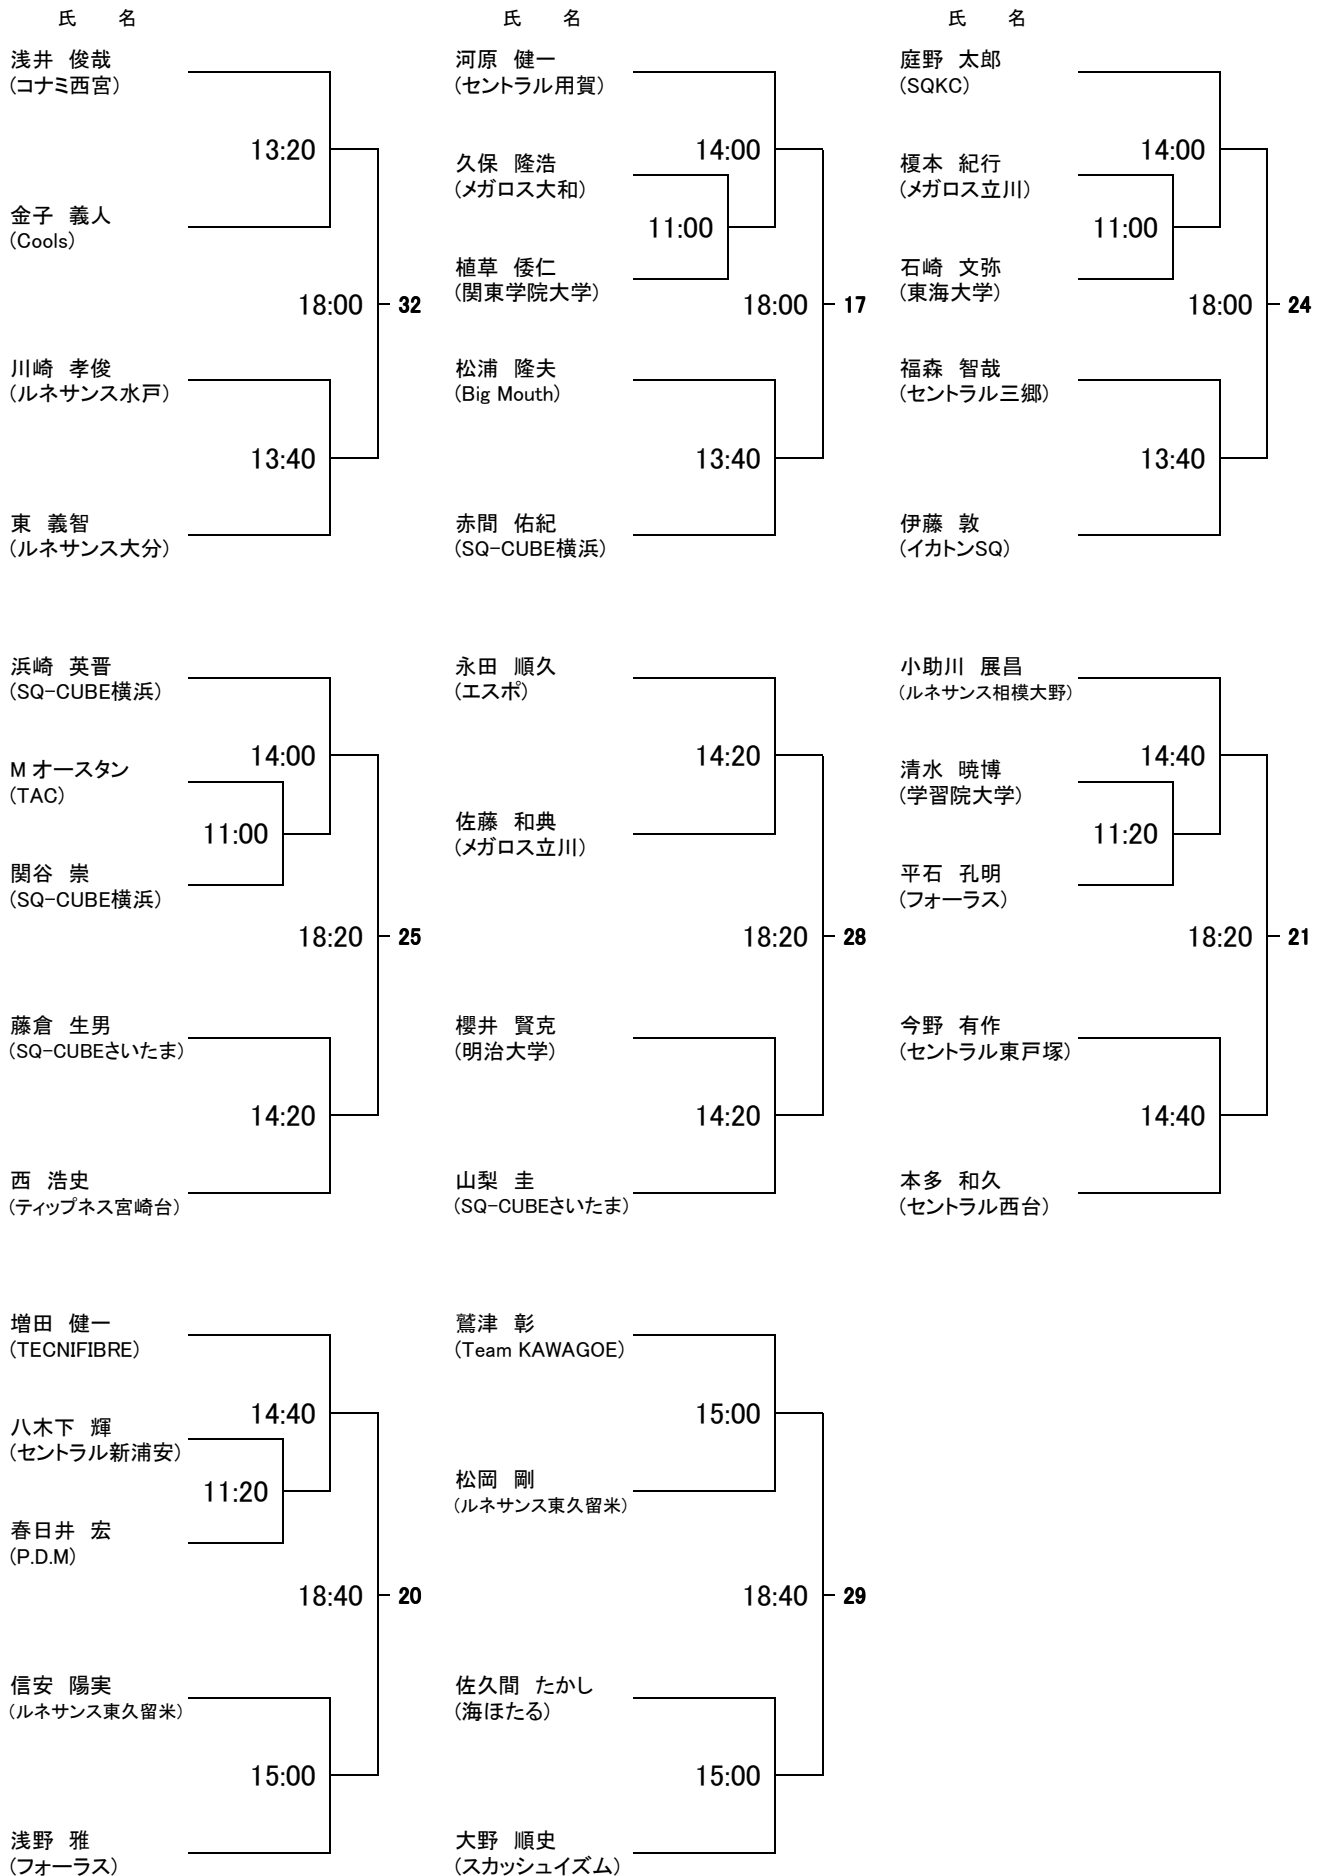 氏 名
浅井 俊哉
(コナミ西宮)
13:20
金子 義人
(Cools)
18:00
32
川崎 孝俊
(ルネサンス水戸)
13:40
東 義智
(ルネサンス大分)
氏 名
河原 健一
(セントラル用賀)
14:00
久保 隆浩
(メガロス大和)
11:00
植草 倭仁
(関東学院大学)
18:00
17
松浦 隆夫
(Big Mouth)
13:40
赤間 佑紀
(SQ-CUBE横浜)
氏 名
庭野 太郎
(SQKC)
14:00
榎本 紀行
(メガロス立川)
11:00
石崎 文弥
(東海大学)
18:00
24
福森 智哉
(セントラル三郷)
13:40
伊藤 敦
(イカトンSQ)
浜崎 英晋
(SQ-CUBE横浜)
14:00
M オースタン
(TAC)
11:00
関谷 崇
(SQ-CUBE横浜)
18:20
25
藤倉 生男
(SQ-CUBEさいたま)
14:20
西 浩史
(ティップネス宮崎台)
永田 順久
(エスポ)
14:20
佐藤 和典
(メガロス立川)
18:20
28
櫻井 賢克
(明治大学)
14:20
山梨 圭
(SQ-CUBEさいたま)
小助川 展昌
(ルネサンス相模大野)
14:40
清水 暁博
(学習院大学)
11:20
平石 孔明
(フォーラス)
18:20
21
今野 有作
(セントラル東戸塚)
14:40
本多 和久
(セントラル西台)
増田 健一
(TECNIFIBRE)
14:40
八木下 輝
(セントラル新浦安)
11:20
春日井 宏
(P.D.M)
18:40
20
信安 陽実
(ルネサンス東久留米)
15:00
浅野 雅
(フォーラス)
鷲津 彰
(Team KAWAGOE)
15:00
松岡 剛
(ルネサンス東久留米)
18:40
29
佐久間 たかし
(海ほたる)
15:00
大野 順史
(スカッシュイズム)